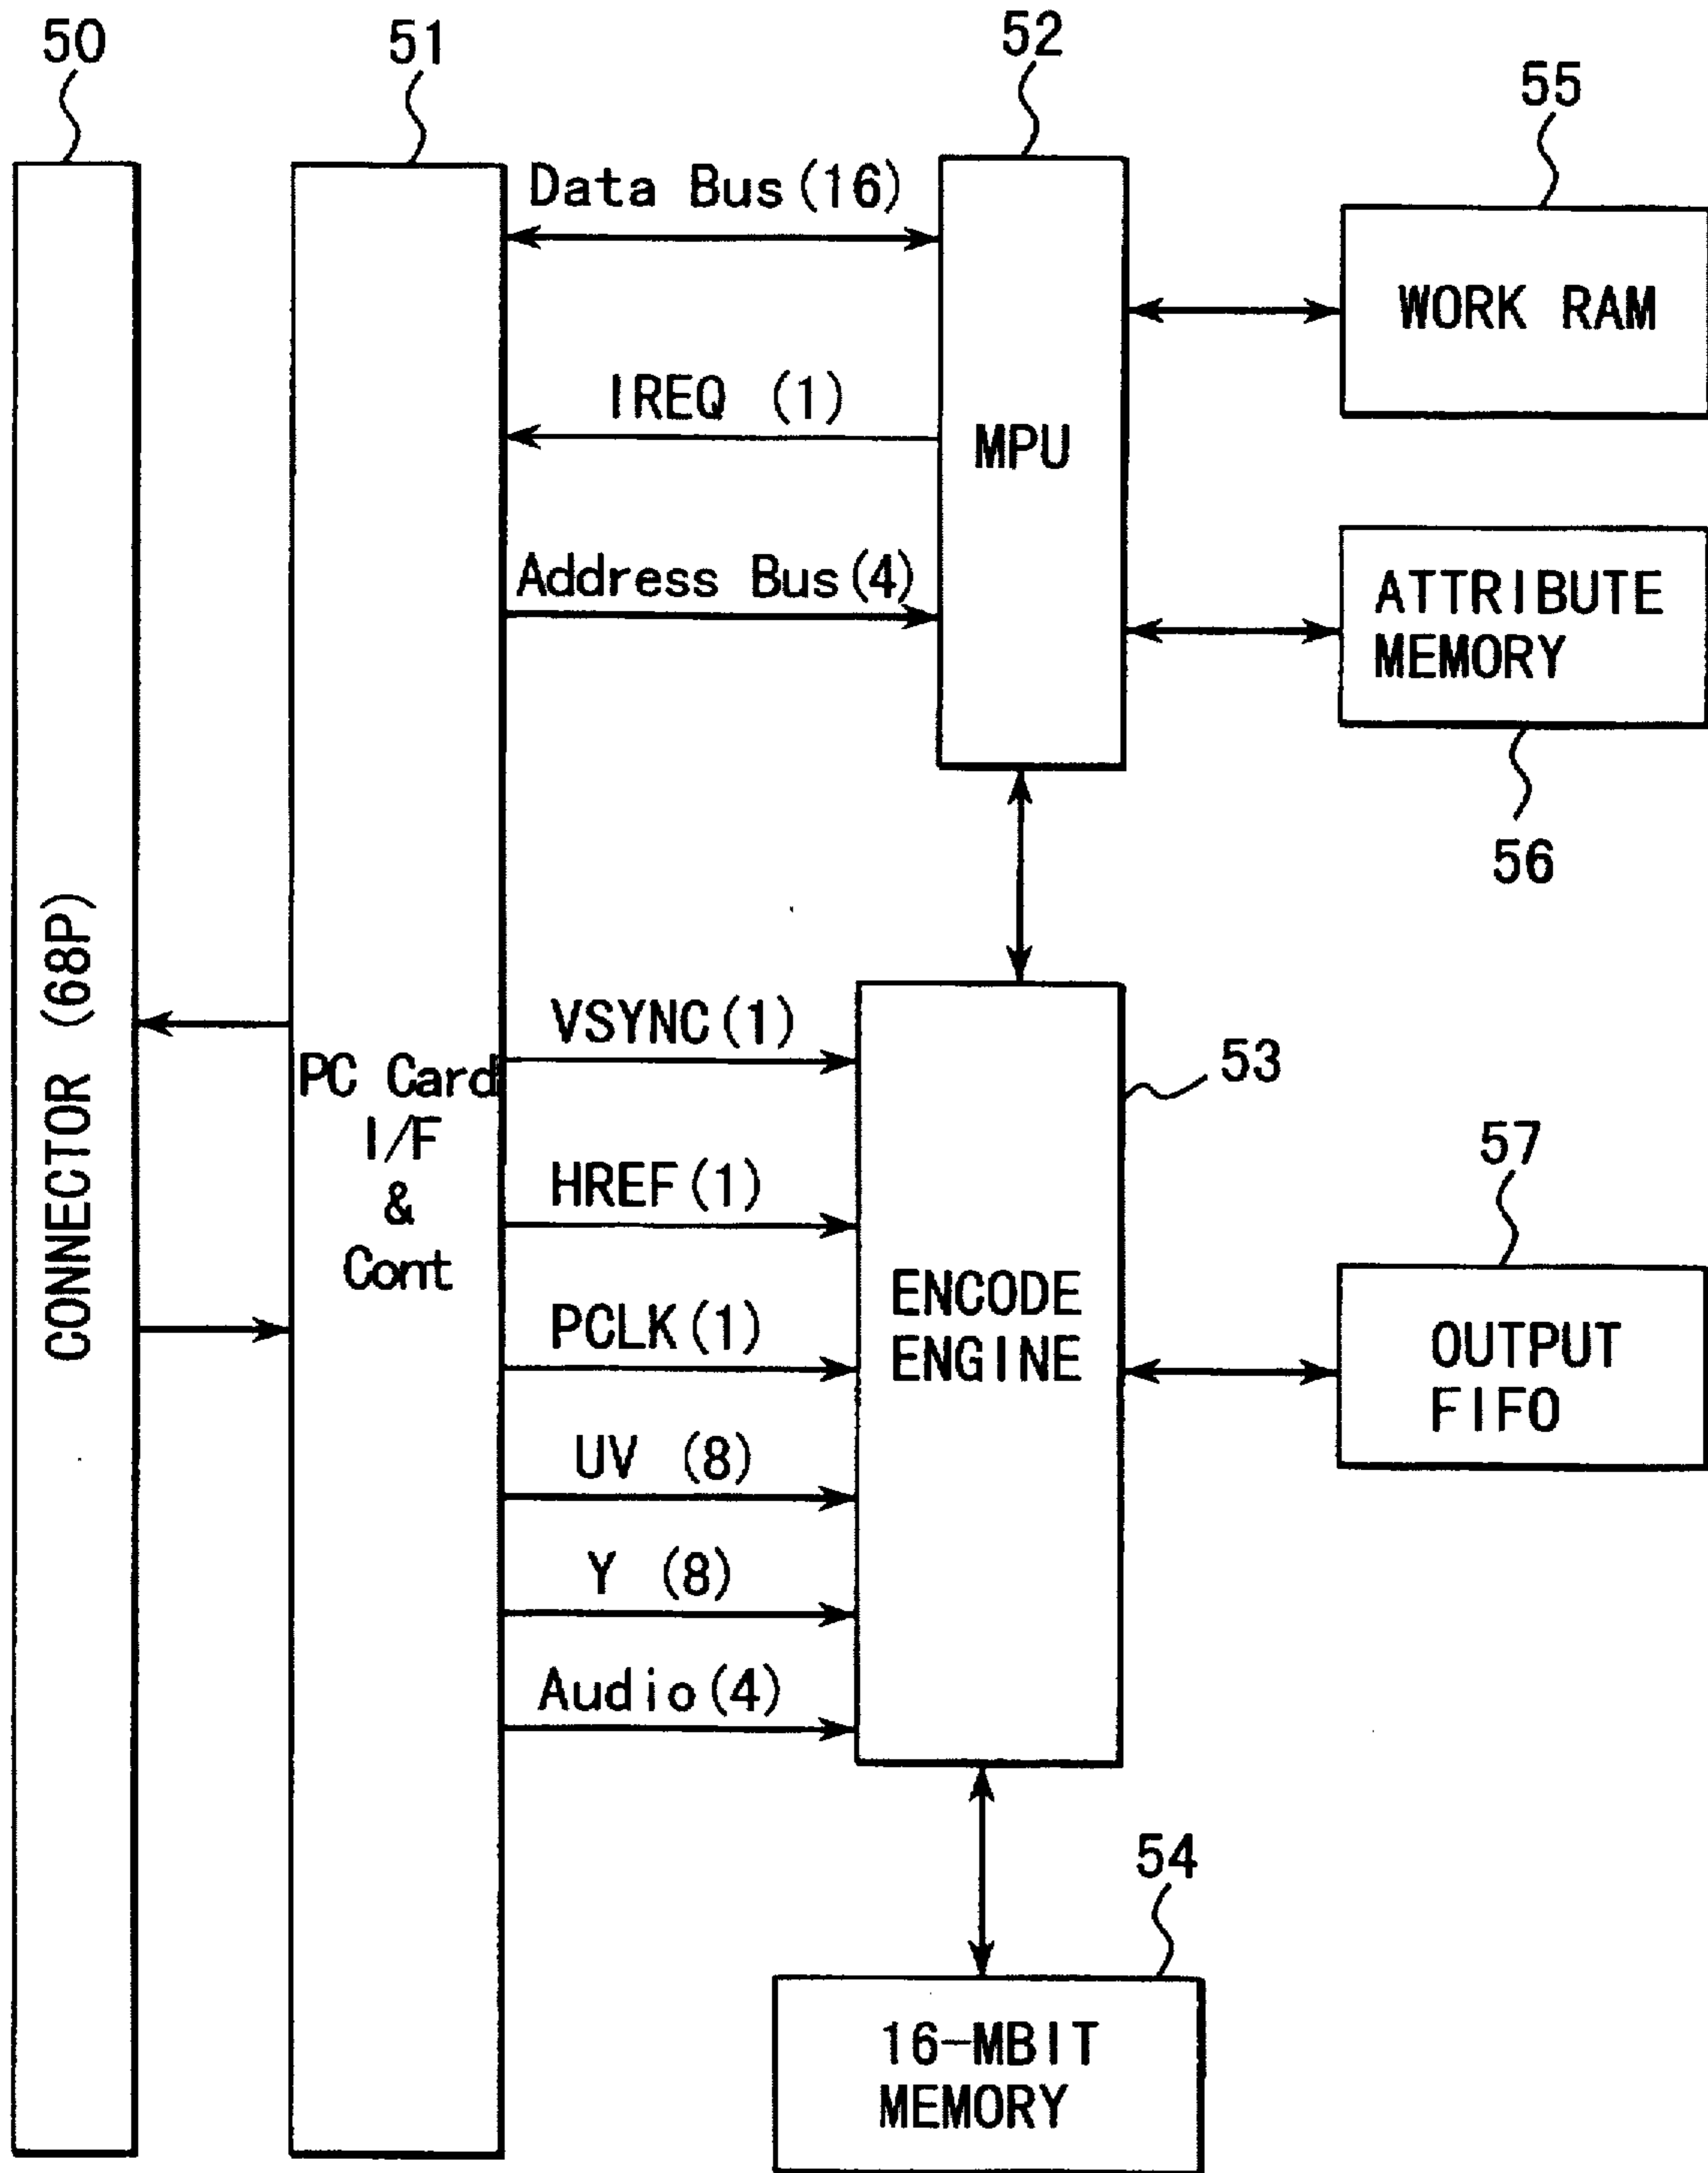 50
51
52
55
Data Bus(16)
WORK RAM
IREQ (1)
MPU
Address Bus(4)
ATTRIBUTE
MEMORY
56
CONNECTOR (68P)
PC Card
I/F
&
Cont
VSYNC(1)
53
HREF(1)
57
PCLK(1)
ENCODE
ENGINE
OUTPUT
FIFO
UV (8)
Y (8)
Audio(4)
54
16-MBIT
MEMORY